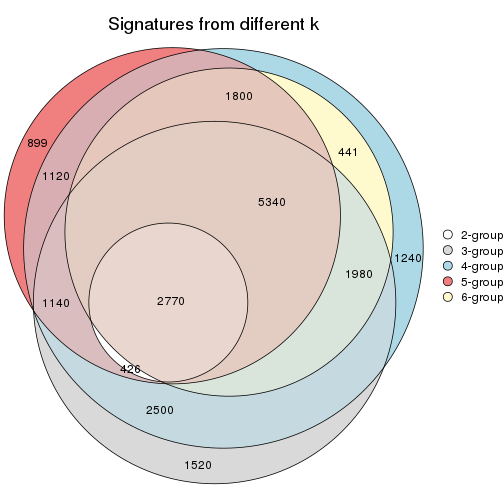 Signatures from different k
1800
899
441
1120
5340
2-group
3-group
4-group
5-group
6-group
1240
1980
1140
2770
426
2500
1520